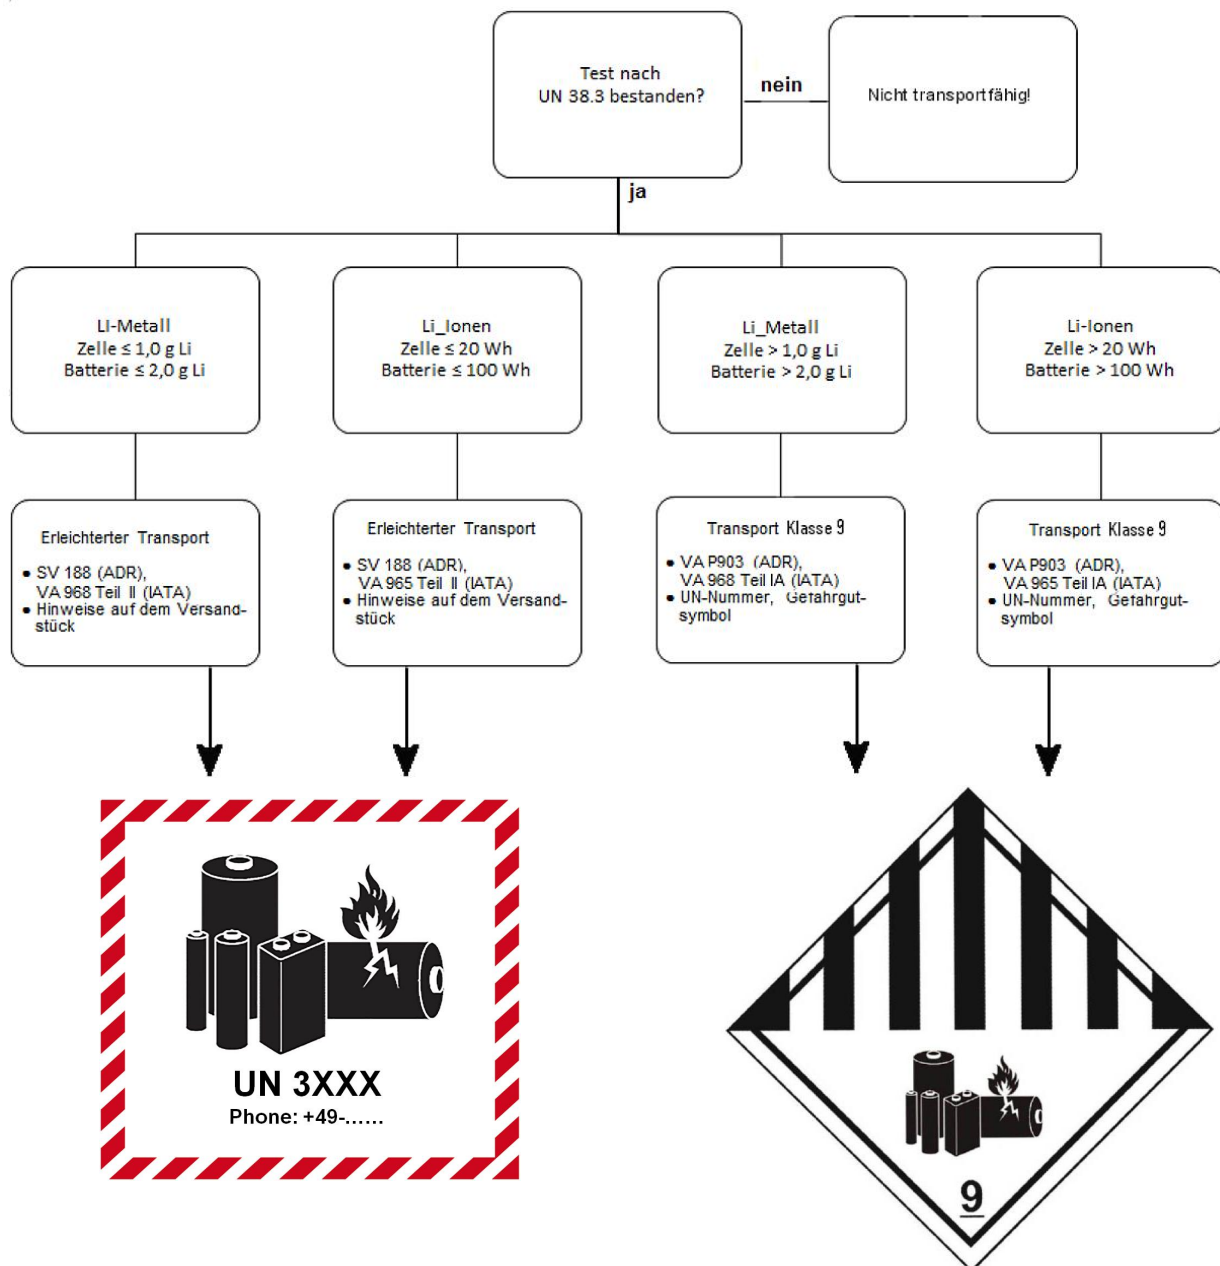 Test nach
UN 38.3 bestanden?
nein
Nicht transportfähig!
ja
LI-Metall
Zelle ≤ 1,0 g Li
Batterie ≤ 2,0 g Li
Li_Ionen
Zelle ≤ 20 Wh
Batterie ≤ 100 Wh
Li_Metall
Zelle > 1,0 g Li
Batterie > 2,0 g Li
Li-Ionen
Zelle > 20 Wh
Batterie > 100 Wh
Erleichterter Transport
• SV 188 (ADR),
VA 968 Teil II (IATA)
• Hinweise auf dem Versand-
stück
Erleichterter Transport
• SV 188 (ADR),
VA 965 Teil II (IATA)
• Hinweise auf dem Versand-
stück
Transport Klasse 9
• VA P903 (ADR),
VA 968 Teil IA (IATA)
• UN-Nummer, Gefahrgut-
symbol
Transport Klasse 9
• VA P903 (ADR),
VA 965 Teil IA (IATA)
• UN-Nummer, Gefahrgut-
symbol
UN 3XXX
Phone: +49-......
9